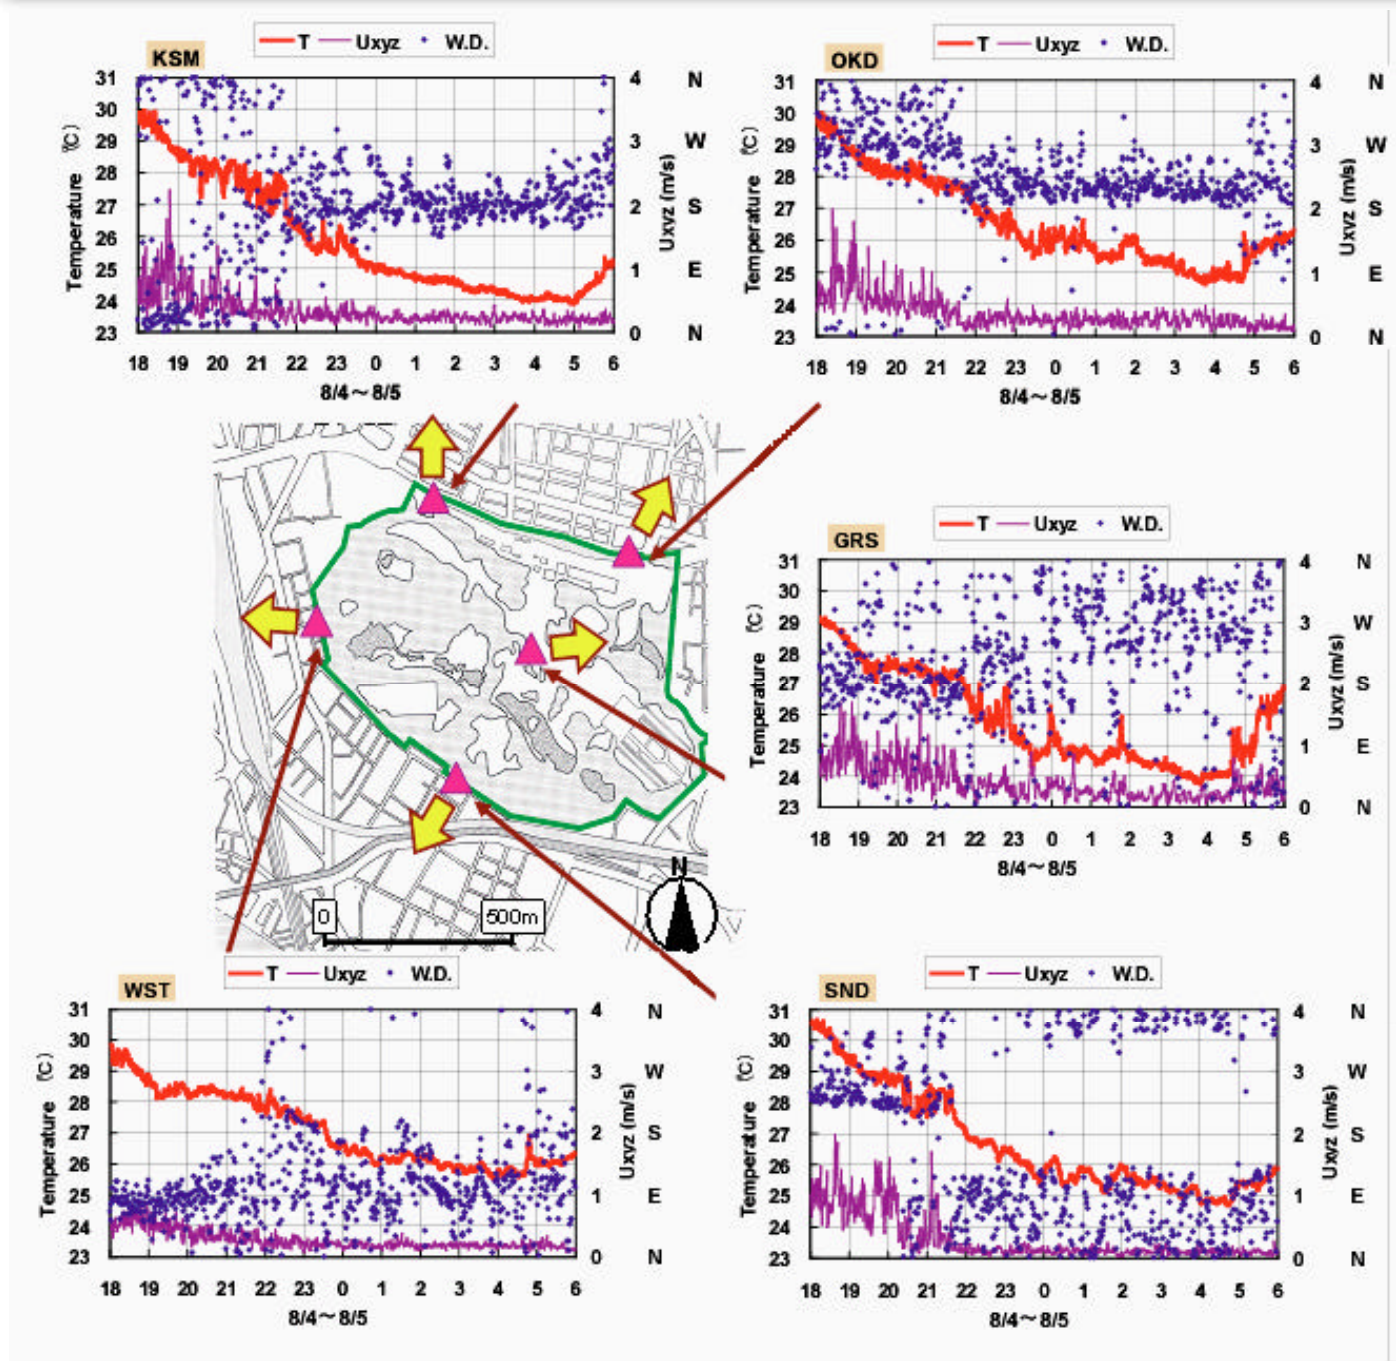 T Uxyz W.D.
KSM
31 30 29 28 27 26 25 24 23
Temperature (℃)
4 3 2 1 0
Uxyz (m/s)
N W S E N
18 19 20 21 22 23 0 1 2 3 4 5 6
8/4～8/5
T Uxyz W.D.
OKD
31 30 29 28 27 26 25 24 23
Temperature (℃)
4 3 2 1 0
Uxyz (m/s)
N W S E N
18 19 20 21 22 23 0 1 2 3 4 5 6
8/4～8/5
T Uxyz W.D.
GRS
31 30 29 28 27 26 25 24 23
Temperature (℃)
4 3 2 1 0
Uxyz (m/s)
N W S E N
18 19 20 21 22 23 0 1 2 3 4 5 6
8/4～8/5
N
0 500m
T Uxyz W.D.
WST
31 30 29 28 27 26 25 24 23
Temperature (℃)
4 3 2 1 0
Uxyz (m/s)
N W S E N
18 19 20 21 22 23 0 1 2 3 4 5 6
8/4～8/5
T Uxyz W.D.
SND
31 30 29 28 27 26 25 24 23
Temperature (℃)
4 3 2 1 0
Uxyz (m/s)
N W S E N
18 19 20 21 22 23 0 1 2 3 4 5 6
8/4～8/5